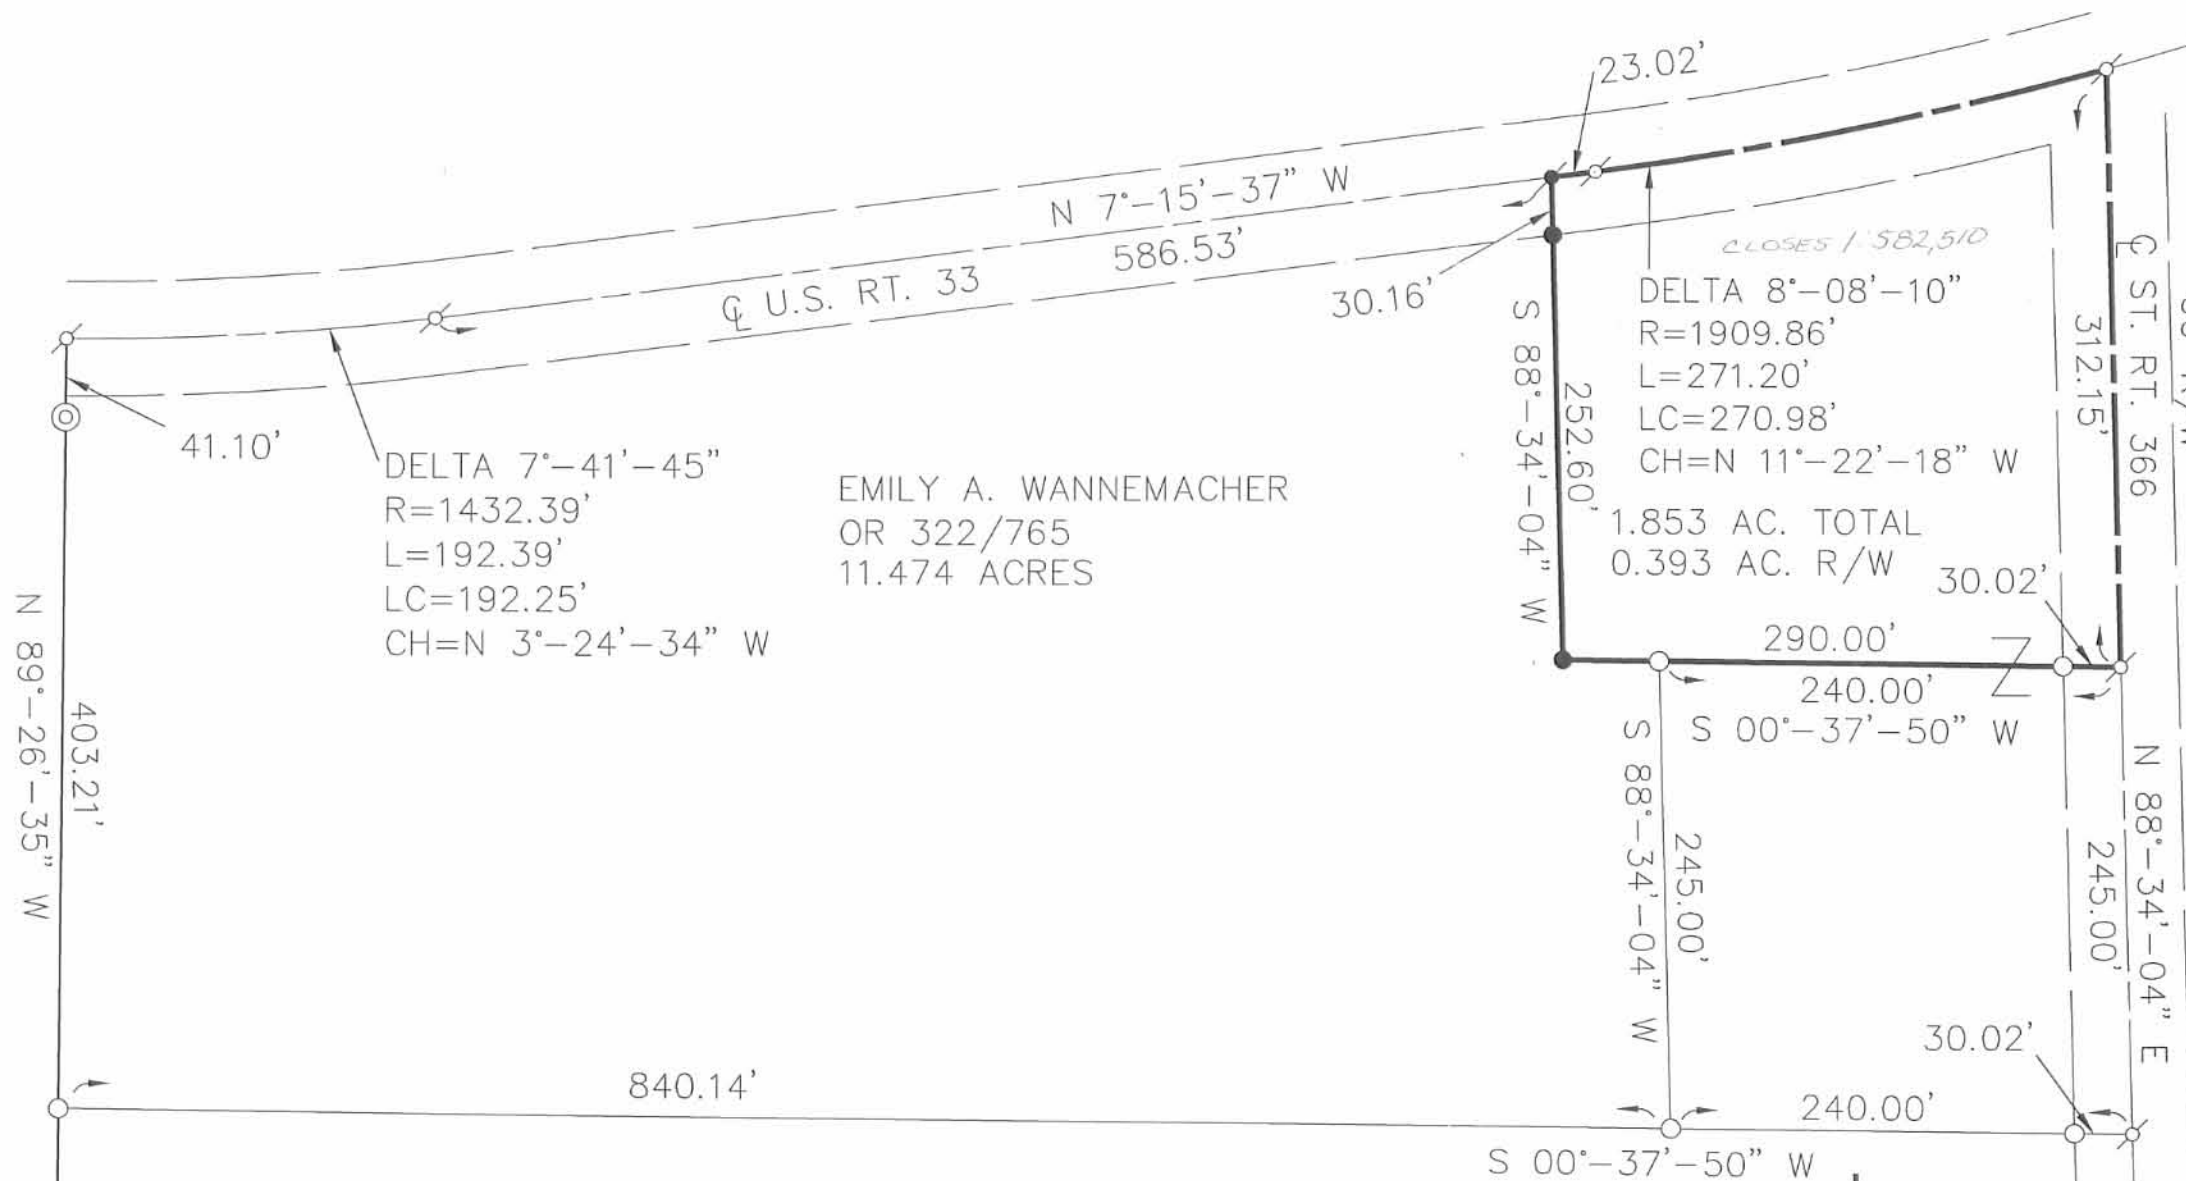 23.02'
N 7°-15'-37" W
586.53'
℄ U.S. RT. 33
30.16'
CLOSES 1' 582,510
DELTA 8°-08'-10"
R=1909.86'
L=271.20'
LC=270.98'
CH=N 11°-22'-18" W
1.853 AC. TOTAL
0.393 AC. R/W
℄ ST. RT. 366
312.15'
S 88°-34'-04" W
252.60'
41.10'
DELTA 7°-41'-45"
R=1432.39'
L=192.39'
LC=192.25'
CH=N 3°-24'-34" W
EMILY A. WANNEMACHER
OR 322/765
11.474 ACRES
30.02'
290.00'
240.00'
S 00°-37'-50" W
N 89°-26'-35" W
403.21'
S 88°-34'-04" W
245.00'
245.00'
N 88°-34'-04" E
30.02'
840.14'
240.00'
S 00°-37'-50" W